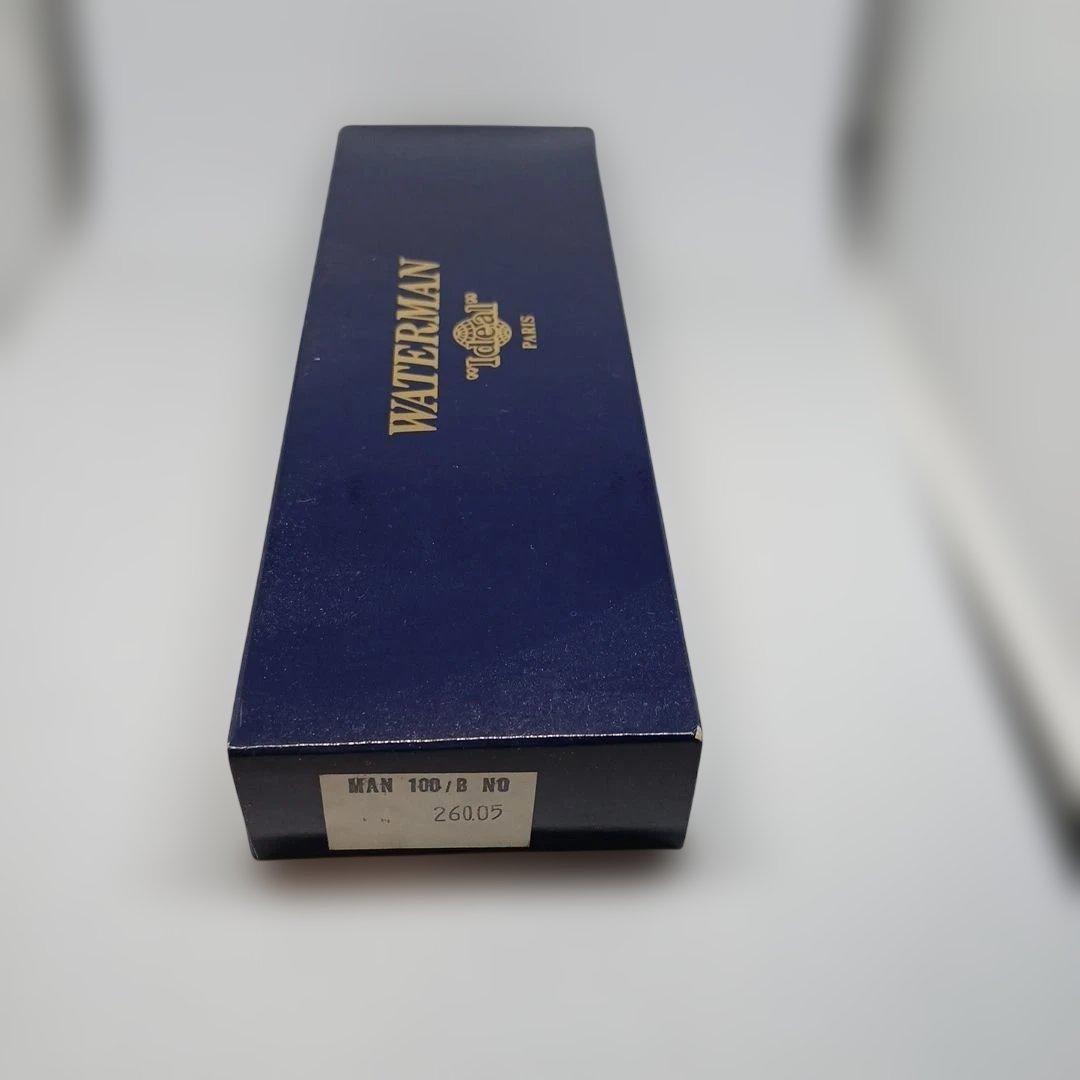 WATERMAN
"Ideal"
PARIS
MAN 100/B NO
26005